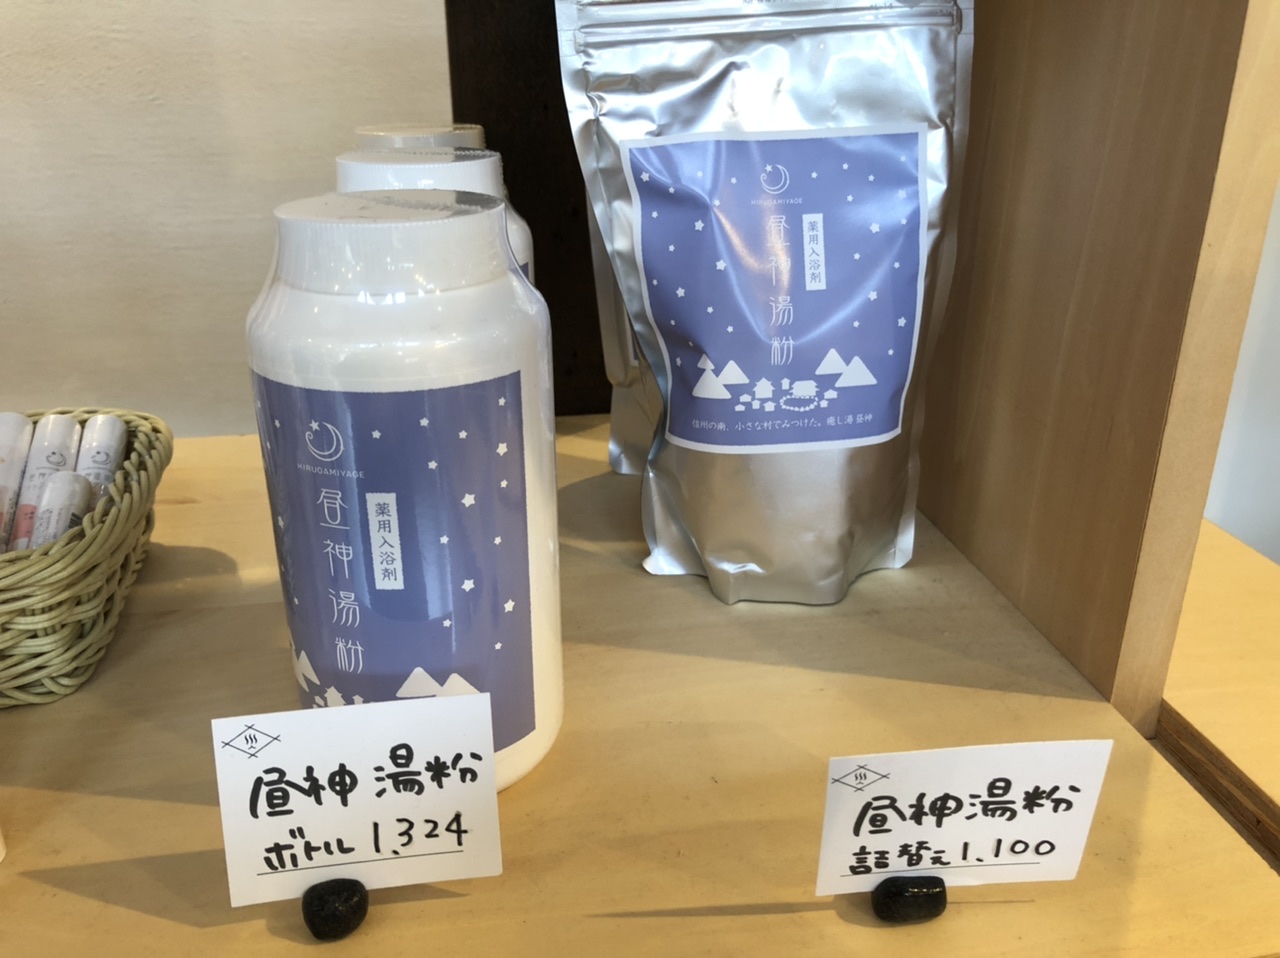 HIRUGAMIYAGE
昼神湯粉
薬用入浴剤
信州の南、小さな村でみつけた。癒し湯 昼神
HIRUGAMIYAGE
昼神湯粉
薬用入浴剤
昼神湯粉
ボトル 1,324
昼神湯粉
詰替え 1,100